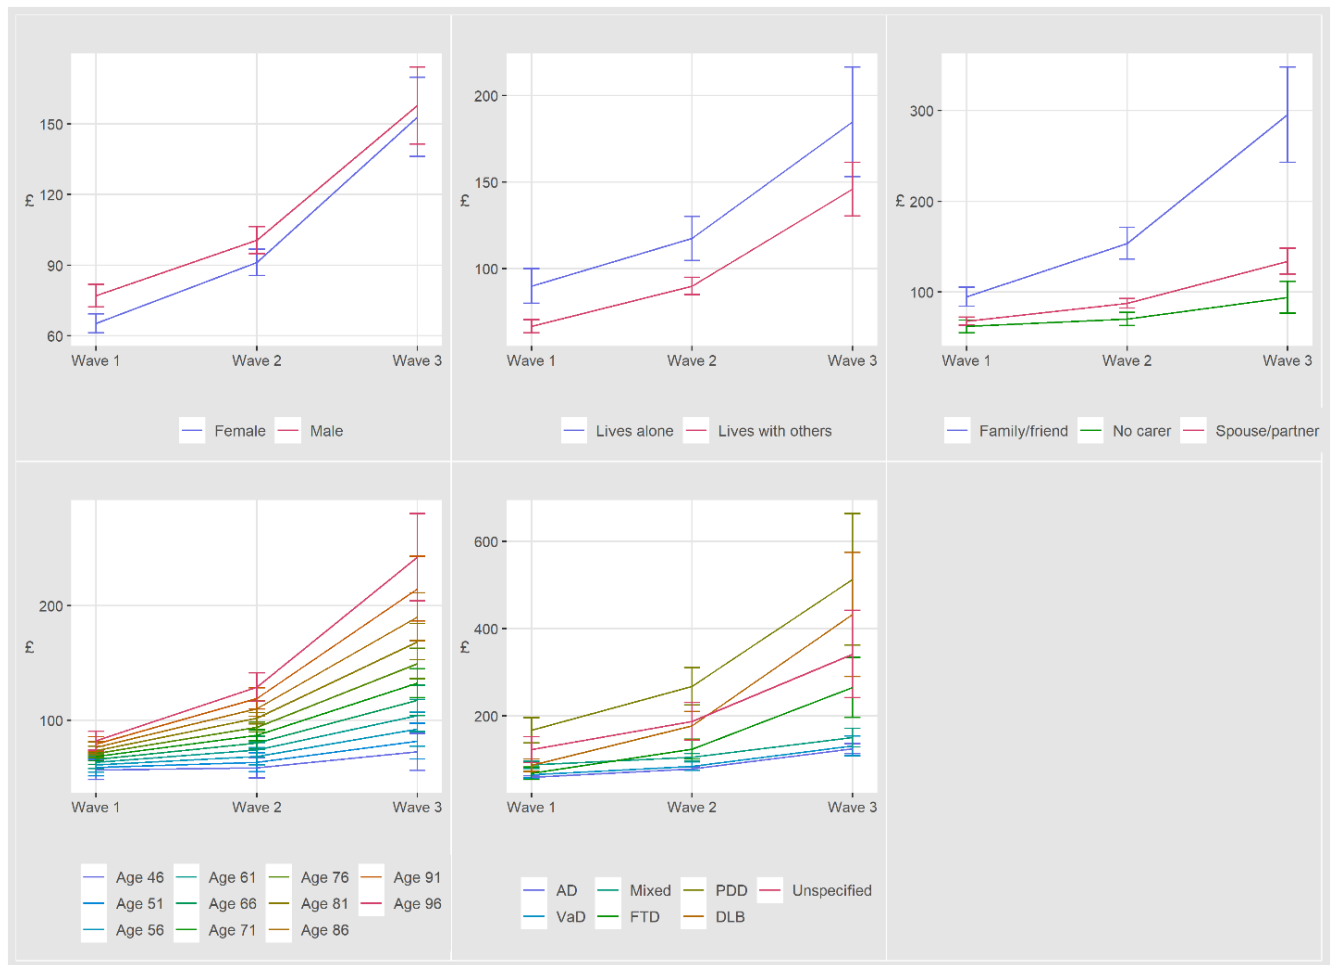 150
120
90
60
£
Wave 1 Wave 2 Wave 3
Female Male
200
150
100
£
Wave 1 Wave 2 Wave 3
Lives alone Lives with others
300
200
100
£
Wave 1 Wave 2 Wave 3
Family/friend No carer Spouse/partner
200
100
£
Wave 1 Wave 2 Wave 3
Age 46 Age 61 Age 76 Age 91
Age 51 Age 66 Age 81 Age 96
Age 56 Age 71 Age 86
600
400
200
£
Wave 1 Wave 2 Wave 3
AD Mixed PDD Unspecified
VaD FTD DLB